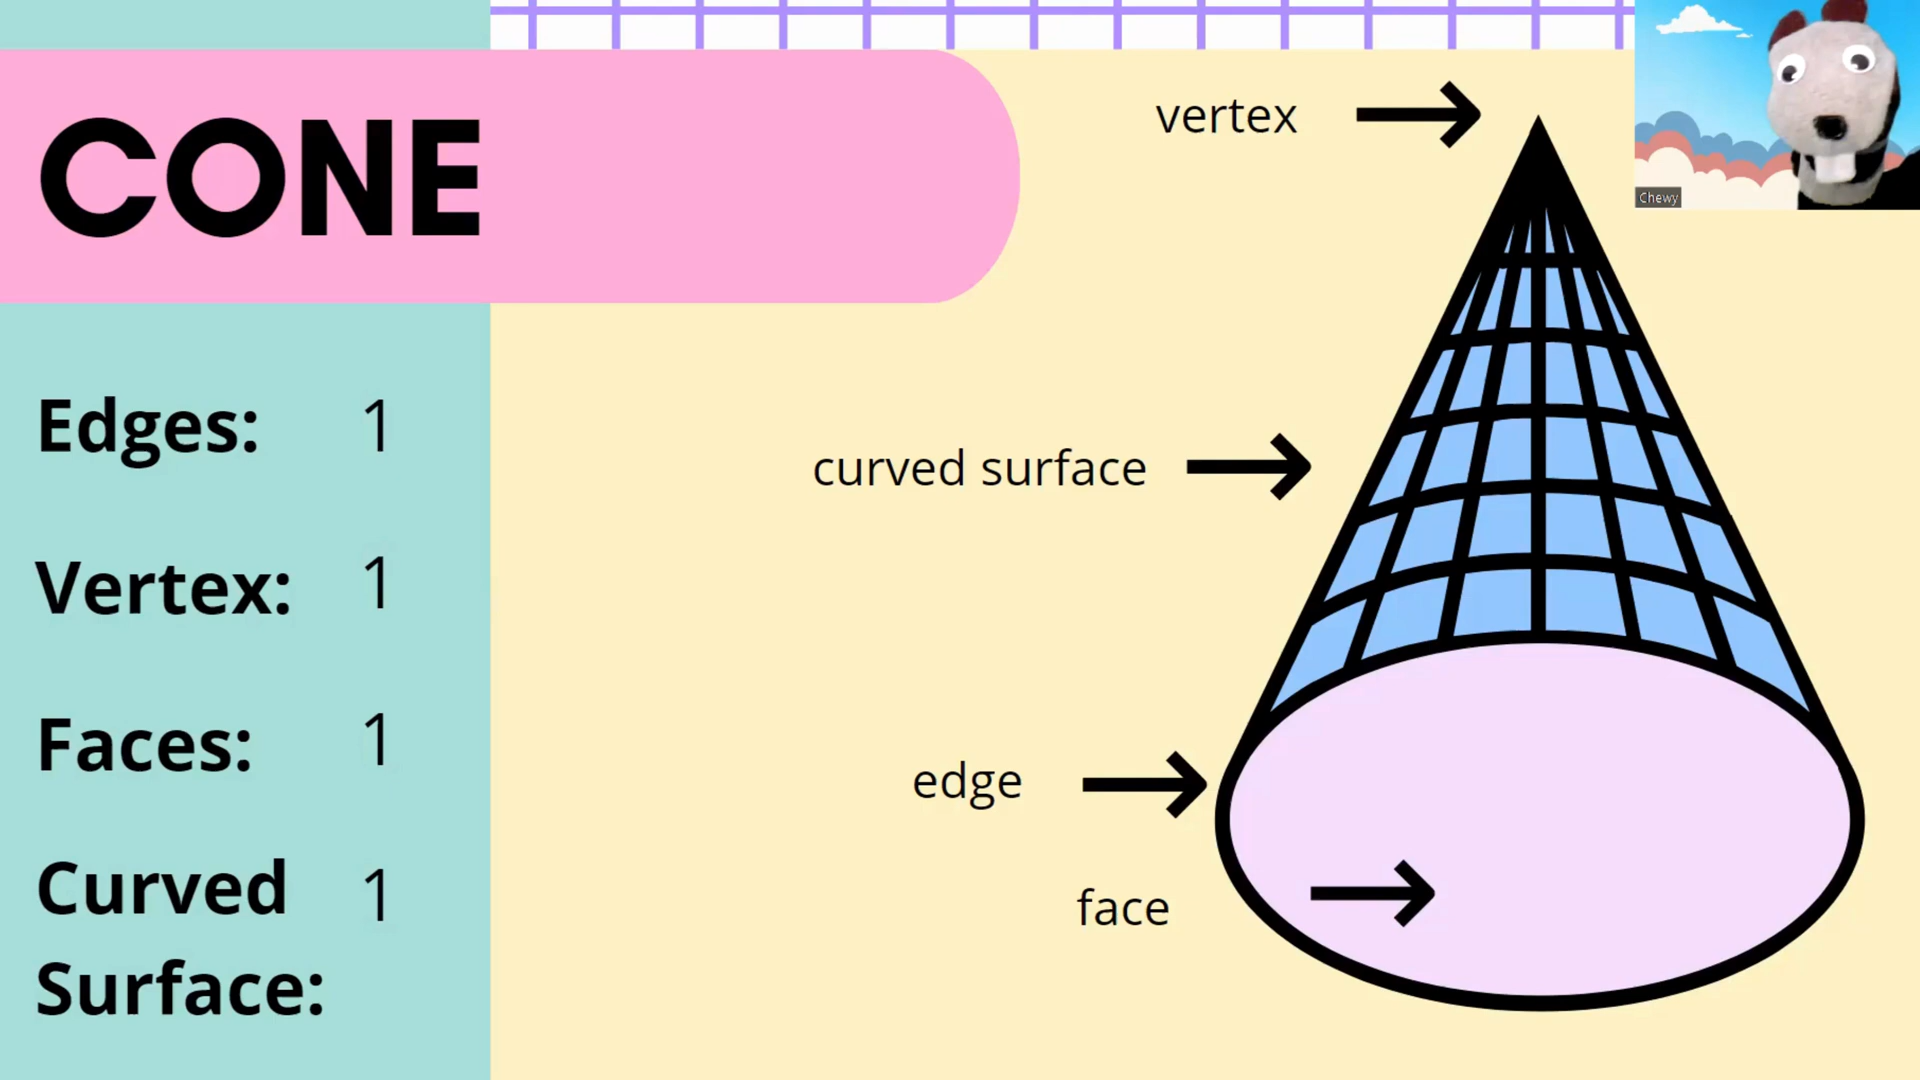 CONE
Edges: 1
Vertex: 1
Faces: 1
Curved 1
Surface:
vertex
curved surface
edge
face
Chewy